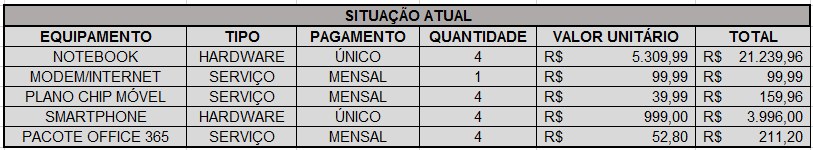 SITUAÇÃO ATUAL
EQUIPAMENTO TIPO PAGAMENTO QUANTIDADE VALOR UNITÁRIO TOTAL
NOTEBOOK HARDWARE ÚNICO 4 R$ 5.309,99 R$ 21.239,96
MODEM/INTERNET SERVIÇO MENSAL 1 R$ 99,99 R$ 99,99
PLANO CHIP MÓVEL SERVIÇO MENSAL 4 R$ 39,99 R$ 159,96
SMARTPHONE HARDWARE ÚNICO 4 R$ 999,00 R$ 3.996,00
PACOTE OFFICE 365 SERVIÇO MENSAL 4 R$ 52,80 R$ 211,20